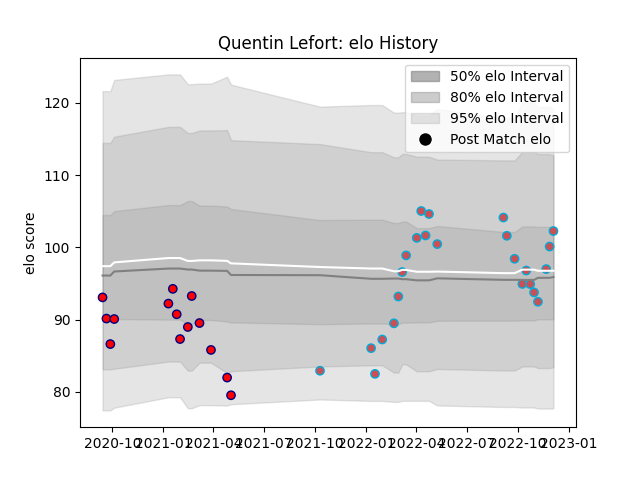 Quentin Lefort: elo History
50% elo Interval
80% elo Interval
95% elo Interval
Post Match elo
elo score
120
110
100
90
80
2020-10
2021-01
2021-04
2021-07
2021-10
2022-01
2022-04
2022-07
2022-10
2023-01